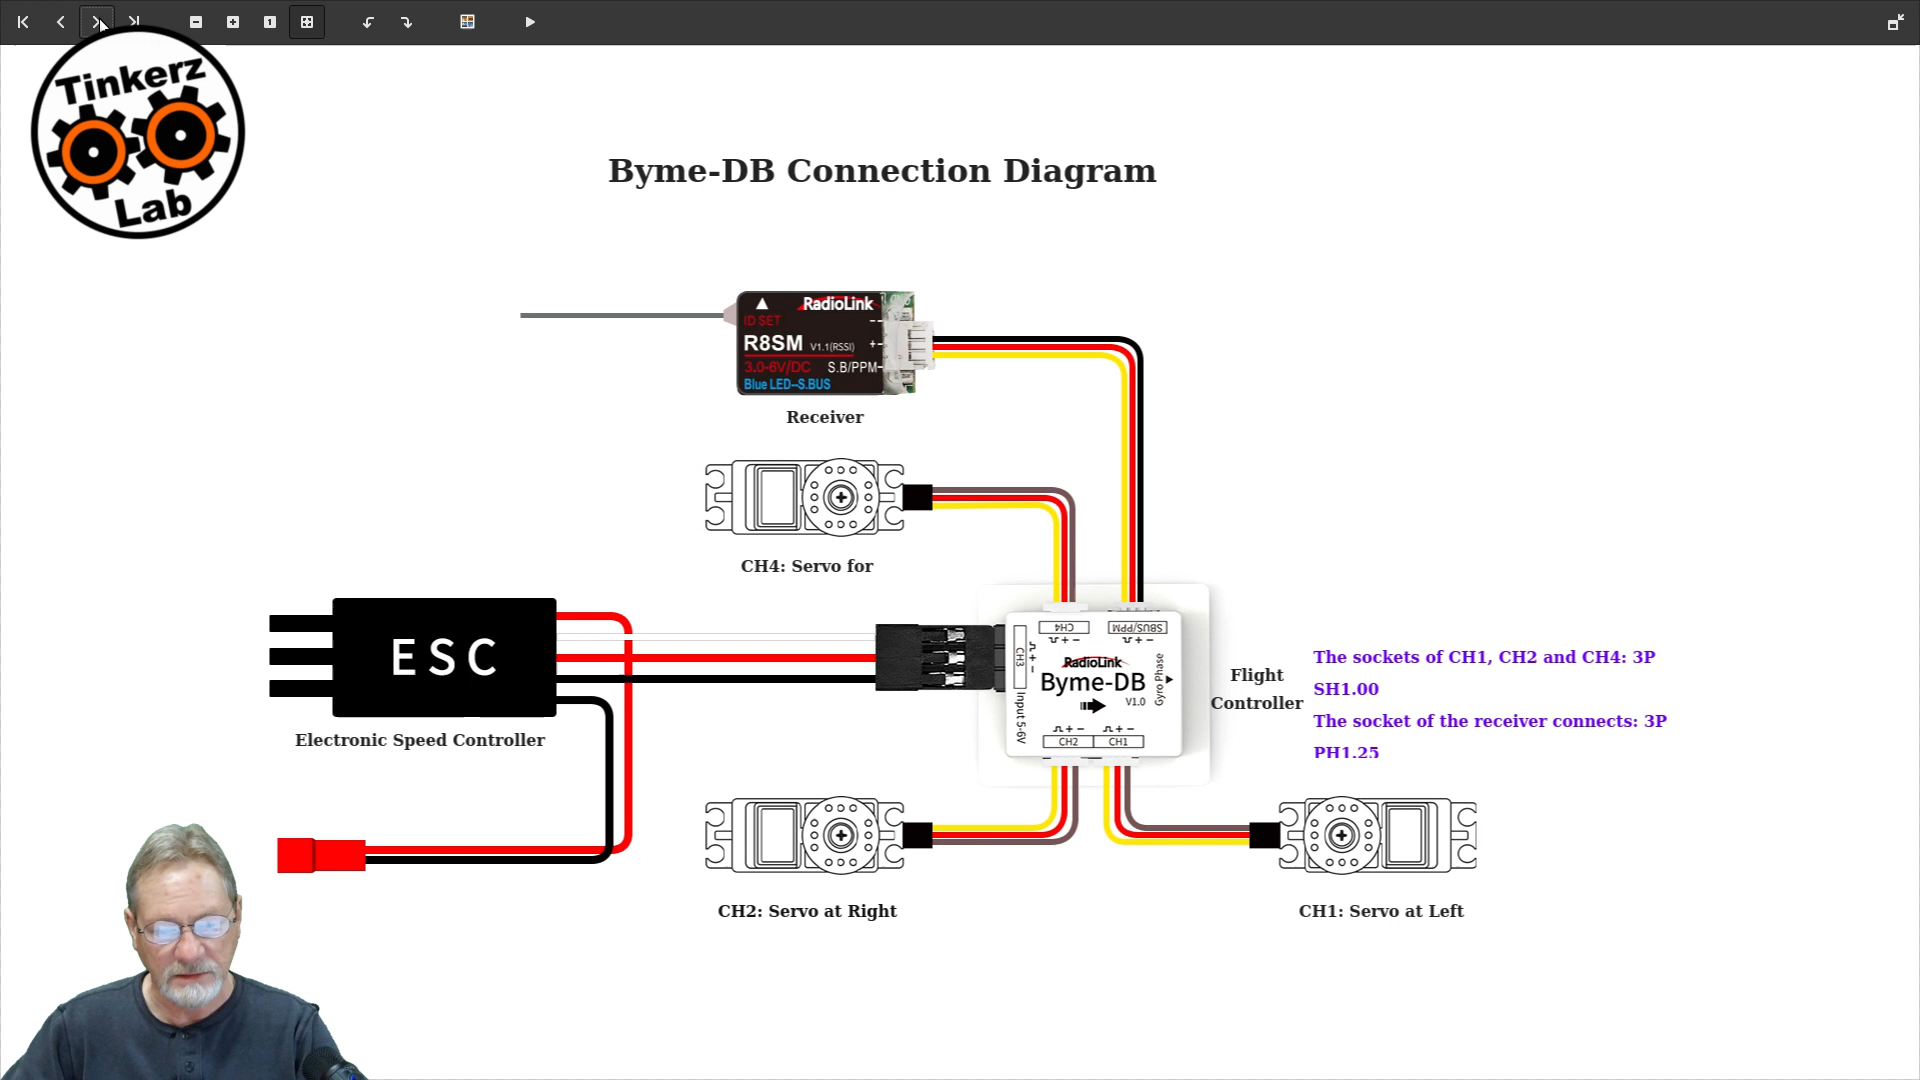 Tinkerz
Lab
Byme-DB Connection Diagram
RadioLink
ID SET
R8SM V1.1(RSSI)
3.0-6V/DC S.B/PPM
Blue LED--S.BUS
Receiver
CH4: Servo for
ESC
Electronic Speed Controller
CH4
SBUS/PPM
CH3
Input 5-6V
RadioLink
Byme-DB
V1.0
Gyro Phase
CH2
CH1
Flight
Controller
The sockets of CH1, CH2 and CH4: 3P
SH1.00
The socket of the receiver connects: 3P
PH1.25
CH2: Servo at Right
CH1: Servo at Left